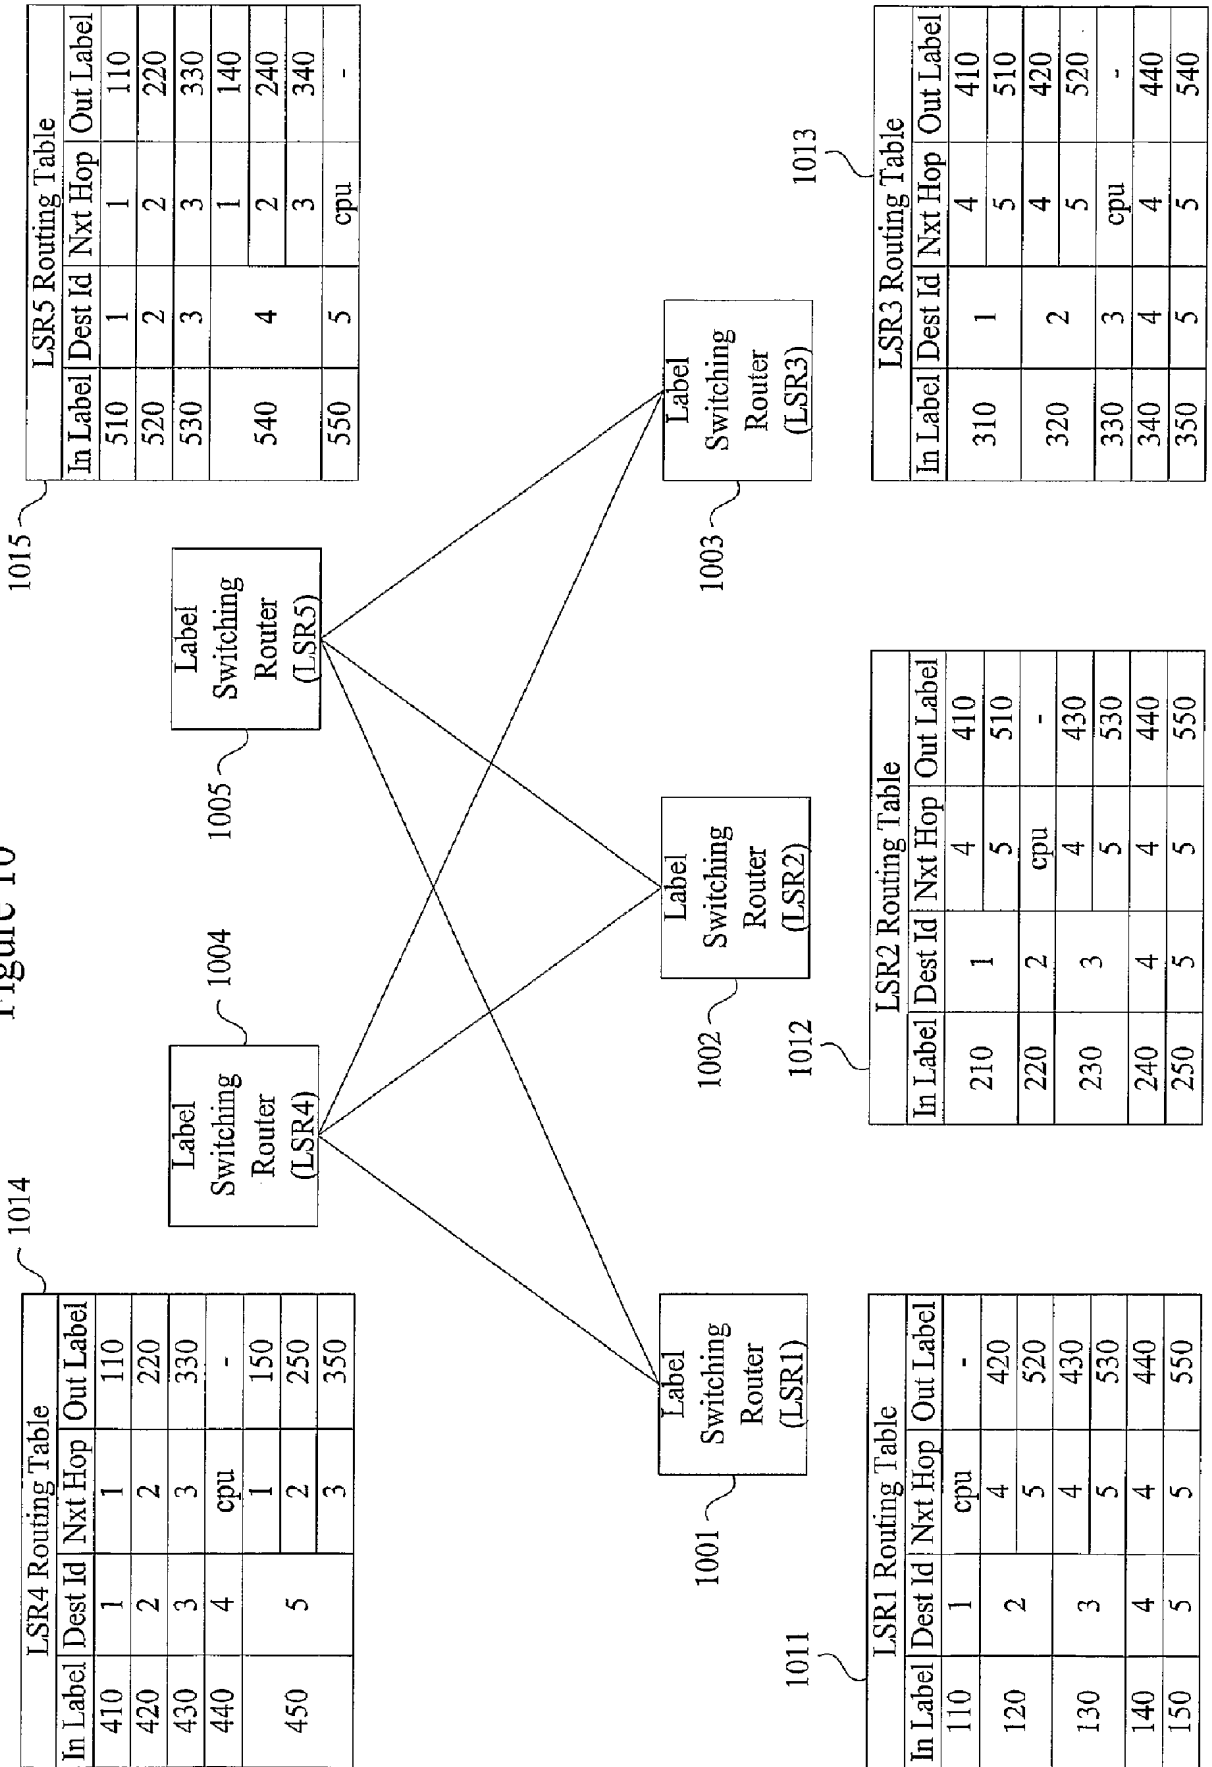 Figure 10
1014
LSR4 Routing Table
In Label Dest Id Nxt Hop Out Label
410 1 1 110
420 2 2 220
430 3 3 330
440 4 cpu -
450 5 1 150
2 250
3 350
1004
Label
Switching
Router
(LSR4)
1005
Label
Switching
Router
(LSR5)
1015
LSR5 Routing Table
In Label Dest Id Nxt Hop Out Label
510 1 1 110
520 2 2 220
530 3 3 330
540 4 1 140
2 240
3 340
550 5 cpu -
1001
Label
Switching
Router
(LSR1)
1002
Label
Switching
Router
(LSR2)
1003
Label
Switching
Router
(LSR3)
1011
LSR1 Routing Table
In Label Dest Id Nxt Hop Out Label
110 1 cpu -
120 2 4 420
5 520
130 3 4 430
5 530
140 4 4 440
150 5 5 550
1012
LSR2 Routing Table
In Label Dest Id Nxt Hop Out Label
210 1 4 410
5 510
220 2 cpu -
230 3 4 430
5 530
240 4 4 440
250 5 5 550
1013
LSR3 Routing Table
In Label Dest Id Nxt Hop Out Label
310 1 4 410
5 510
320 2 4 420
5 520
330 3 cpu -
340 4 4 440
350 5 5 540